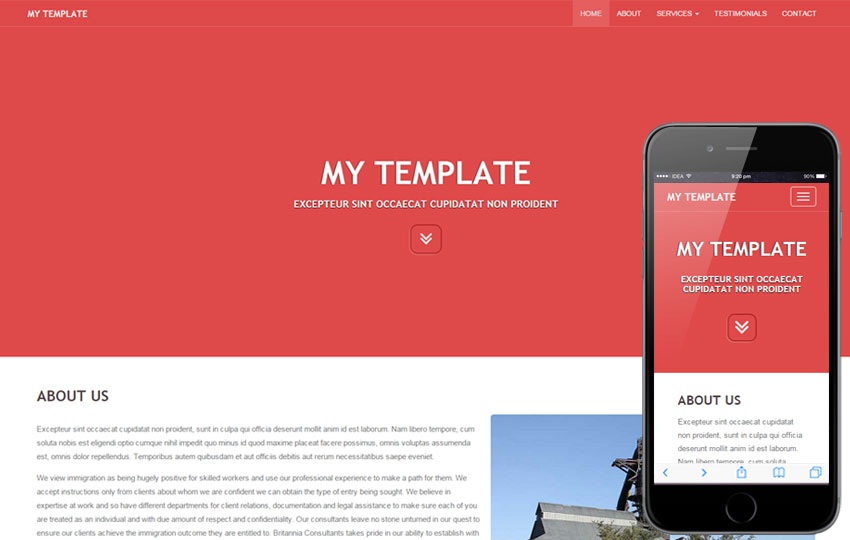 MY TEMPLATE
HOME ABOUT SERVICES TESTIMONIALS CONTACT
MY TEMPLATE
EXCEPTEUR SINT OCCAECAT CUPIDATAT NON PROIDENT
ABOUT US
Excepteur sint occaecat cupidatat non proident, sunt in culpa qui officia deserunt mollit anim id est laborum. Nam libero tempore, cum
soluta nobis est eligendi optio cumque nihil impedit quo minus id quod maxime placeat facere possimus, omnis voluptas assumenda
est, omnis dolor repellendus. Temporibus autem quibusdam et aut officiis debitis aut rerum necessitatibus saepe eveniet.
We view immigration as being hugely positive for skilled workers and use our professional experience to make a path for them. We
accept instructions only from clients about whom we are confident we can obtain the type of entry being sought. We believe in
expertise at work and so have different departments for client relations, documentation and legal assistance to make sure each of you
are treated as an individual and with due amount of respect and confidentiality. Our consultants leave no stone unturned in our quest to
ensure our clients achieve the immigration outcome they are entitled to. Britannia Consultants takes pride in our ability to establish with
IDEA 9:20 pm 90%
MY TEMPLATE
MY TEMPLATE
EXCEPTEUR SINT OCCAECAT
CUPIDATAT NON PROIDENT
ABOUT US
Excepteur sint occaecat cupidatat
non proident, sunt in culpa qui officia
deserunt mollit anim id est laborum.
Nam libero tempore, cum soluta